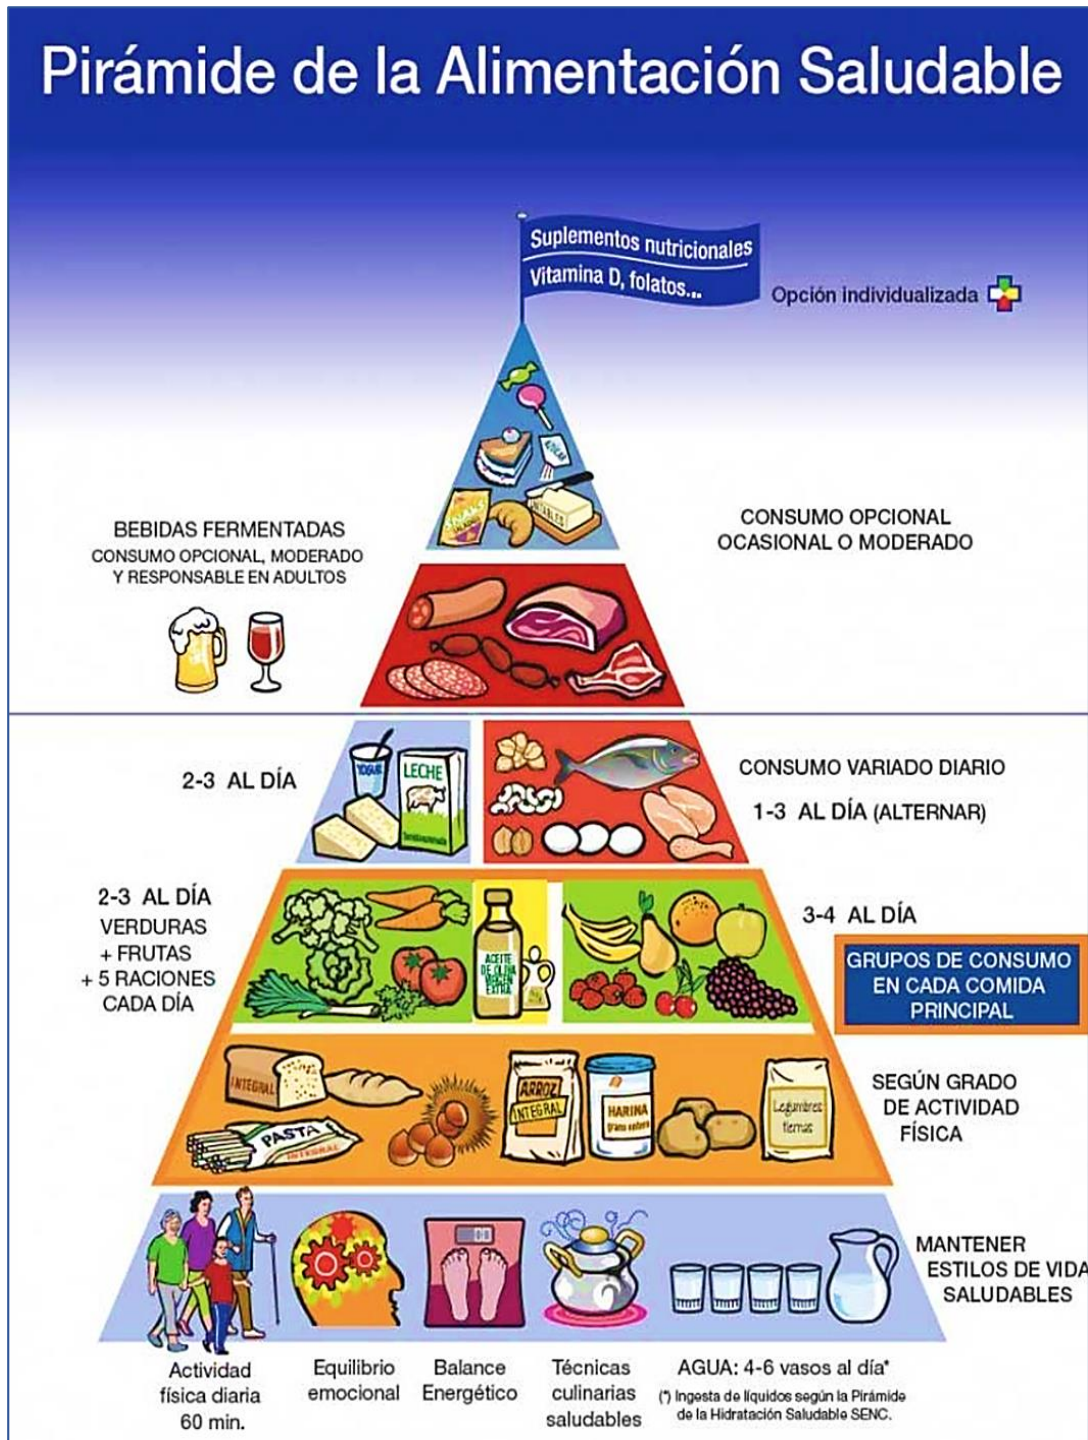 Pirámide de la Alimentación Saludable
Suplementos nutricionales
Vitamina D, folatos...
Opción individualizada
AZÚCAR
SNAKS
UNTABLES
BEBIDAS FERMENTADAS
CONSUMO OPCIONAL, MODERADO
Y RESPONSABLE EN ADULTOS
CONSUMO OPCIONAL
OCASIONAL O MODERADO
2-3 AL DÍA
YOGUR
LECHE
CONSUMO VARIADO DIARIO
1-3 AL DÍA (ALTERNAR)
2-3 AL DÍA
VERDURAS
+ FRUTAS
+ 5 RACIONES
CADA DÍA
ACEITE
DE OLIVA
VIRGEN
EXTRA
3-4 AL DÍA
GRUPOS DE CONSUMO
EN CADA COMIDA
PRINCIPAL
INTEGRAL
PASTA
INTEGRAL
ARROZ
INTEGRAL
HARINA
grano entero
Legumbres
tiernas
SEGÚN GRADO
DE ACTIVIDAD
FÍSICA
MANTENER
ESTILOS DE VIDA
SALUDABLES
Actividad
física diaria
60 min.
Equilibrio
emocional
Balance
Energético
Técnicas
culinarias
saludables
AGUA: 4-6 vasos al día*
(*) Ingesta de líquidos según la Pirámide
de la Hidratación Saludable SENC.